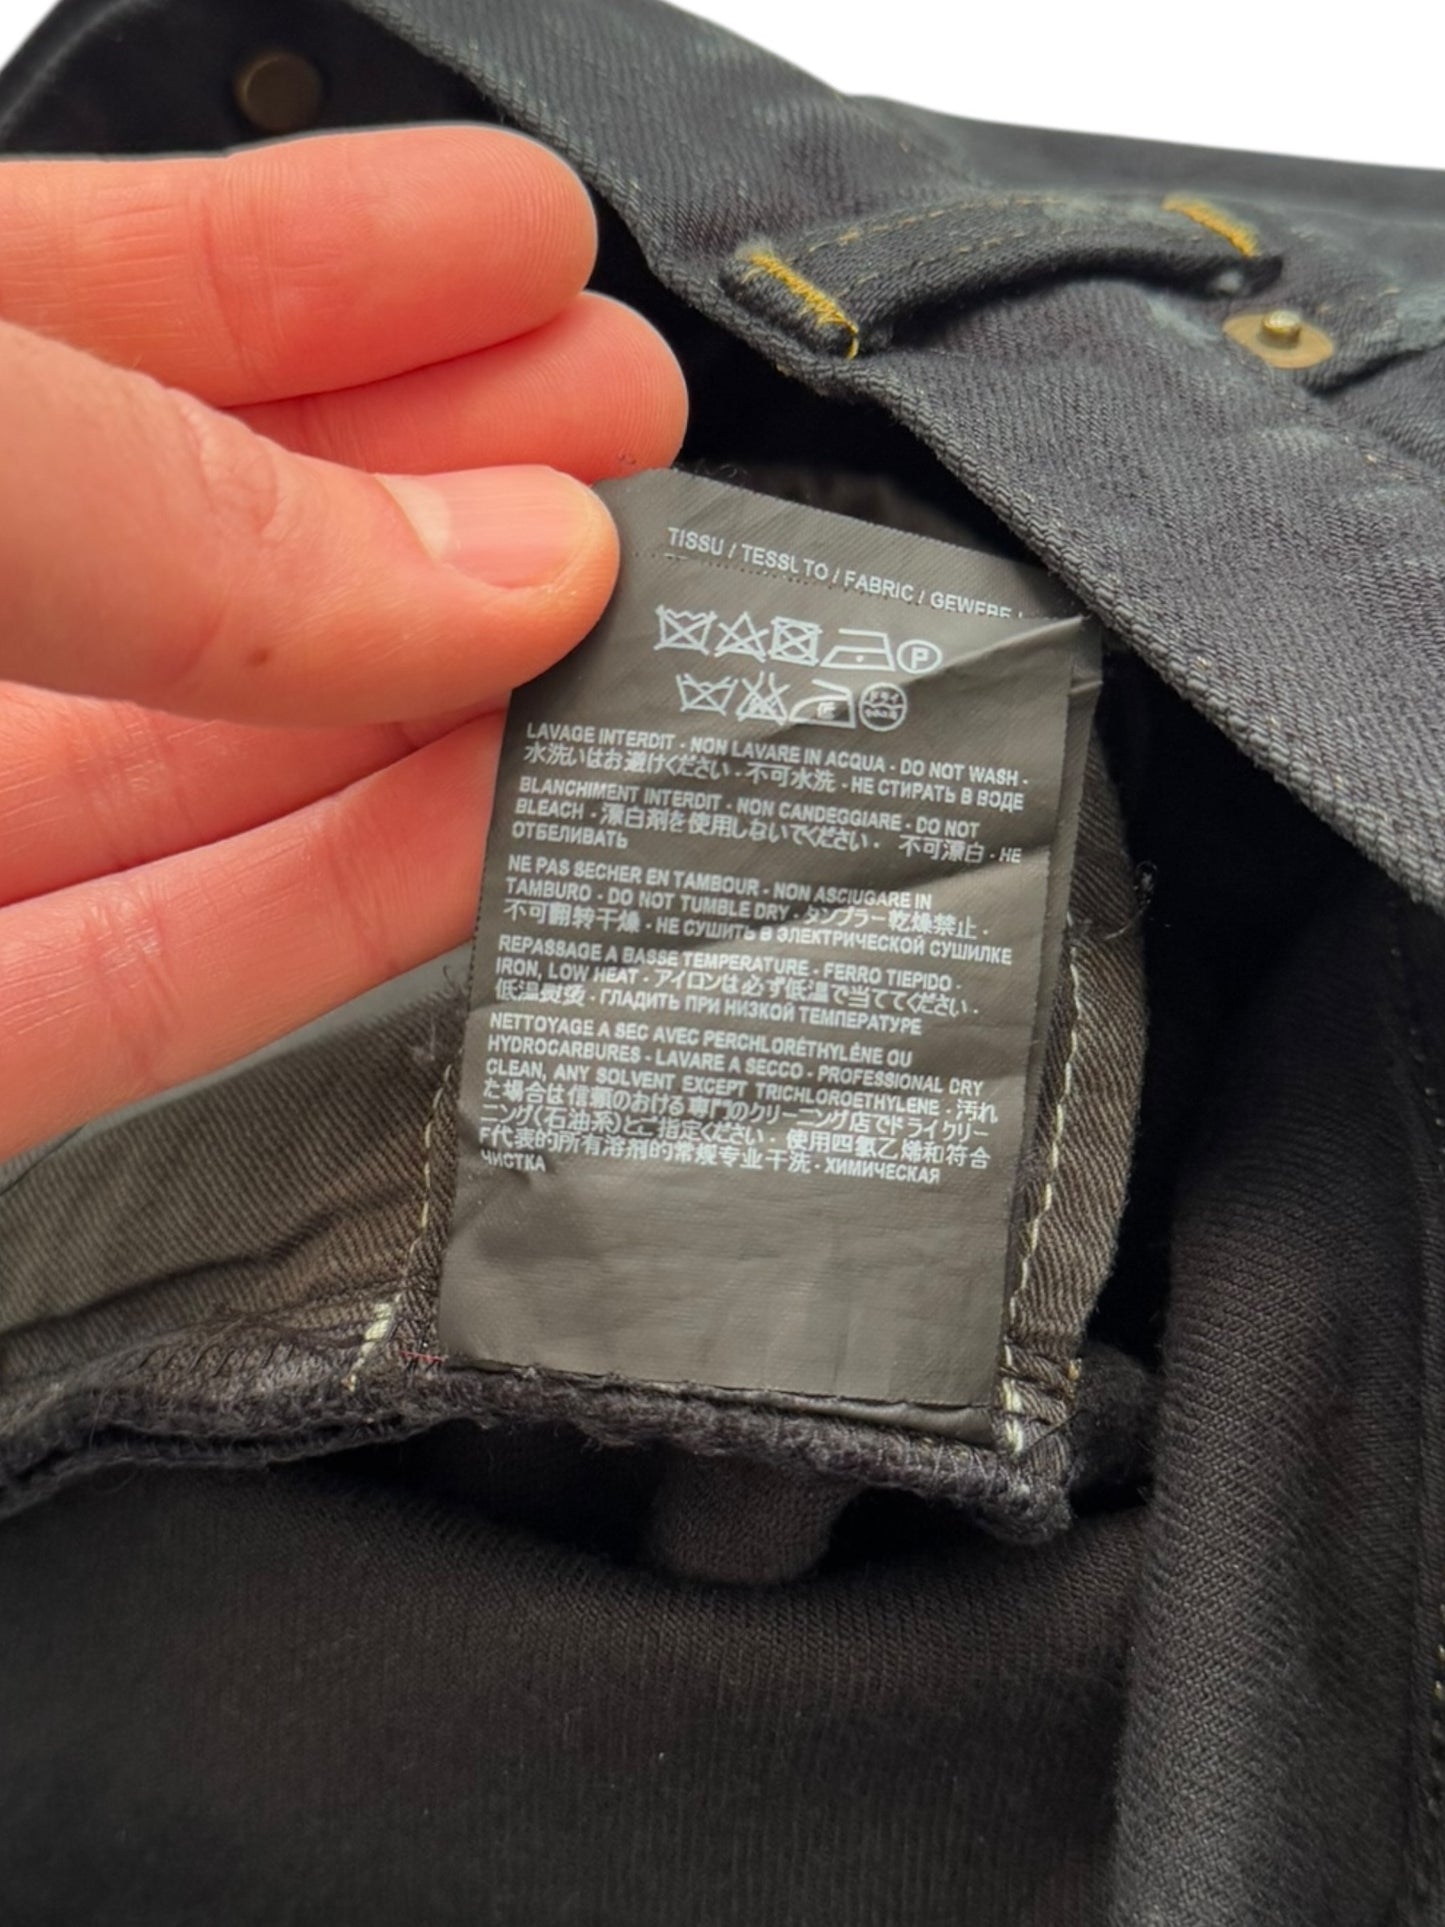 TISSU / TESSUTO / FABRIC / GEWEBE /
P
低 ドライ
LAVAGE INTERDIT - NON LAVARE IN ACQUA - DO NOT WASH -
水洗いはお避けください - 不可水洗 - НЕ СТИРАТЬ В ВОДЕ
BLANCHIMENT INTERDIT - NON CANDEGGIARE - DO NOT
BLEACH - 漂白剤を使用しないでください - 不可漂白 - НЕ
ОТБЕЛИВАТЬ
NE PAS SECHER EN TAMBOUR - NON ASCIUGARE IN
TAMBURO - DO NOT TUMBLE DRY - タンブラー乾燥禁止 -
不可翻转干燥 - НЕ СУШИТЬ В ЭЛЕКТРИЧЕСКОЙ СУШИЛКЕ
REPASSAGE A BASSE TEMPERATURE - FERRO TIEPIDO -
IRON, LOW HEAT - アイロンは必ず低温で当ててください -
低温熨烫 - ГЛАДИТЬ ПРИ НИЗКОЙ ТЕМПЕРАТУРЕ
NETTOYAGE A SEC AVEC PERCHLORÉTHYLÉNE OU
HYDROCARBURES - LAVARE A SECCO - PROFESSIONAL DRY
CLEAN, ANY SOLVENT EXCEPT TRICHLOROETHYLENE - 汚れ
た場合は信頼のおける専門のクリーニング店でドライクリー
ニング(石油系)とご指定ください - 使用四氯乙烯和符合
F代表的所有溶剂的常规专业干洗 - ХИМИЧЕСКАЯ
ЧИСТКА